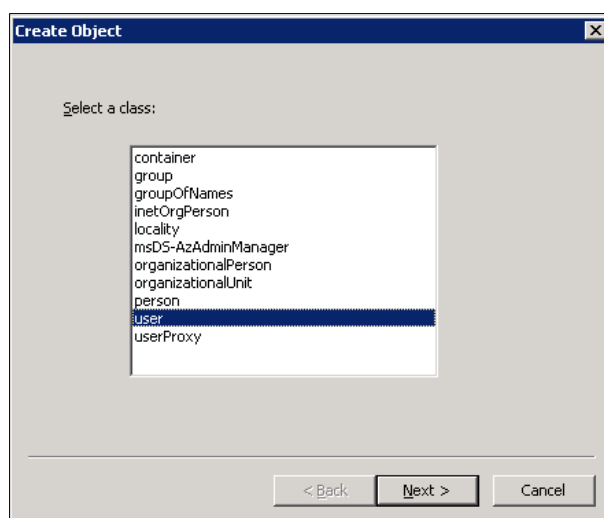 Create Object
Select a class:
container
group
groupOfNames
inetOrgPerson
locality
msDS-AzAdminManager
organizationalPerson
organizationalUnit
person
user
userProxy
< Back
Next >
Cancel